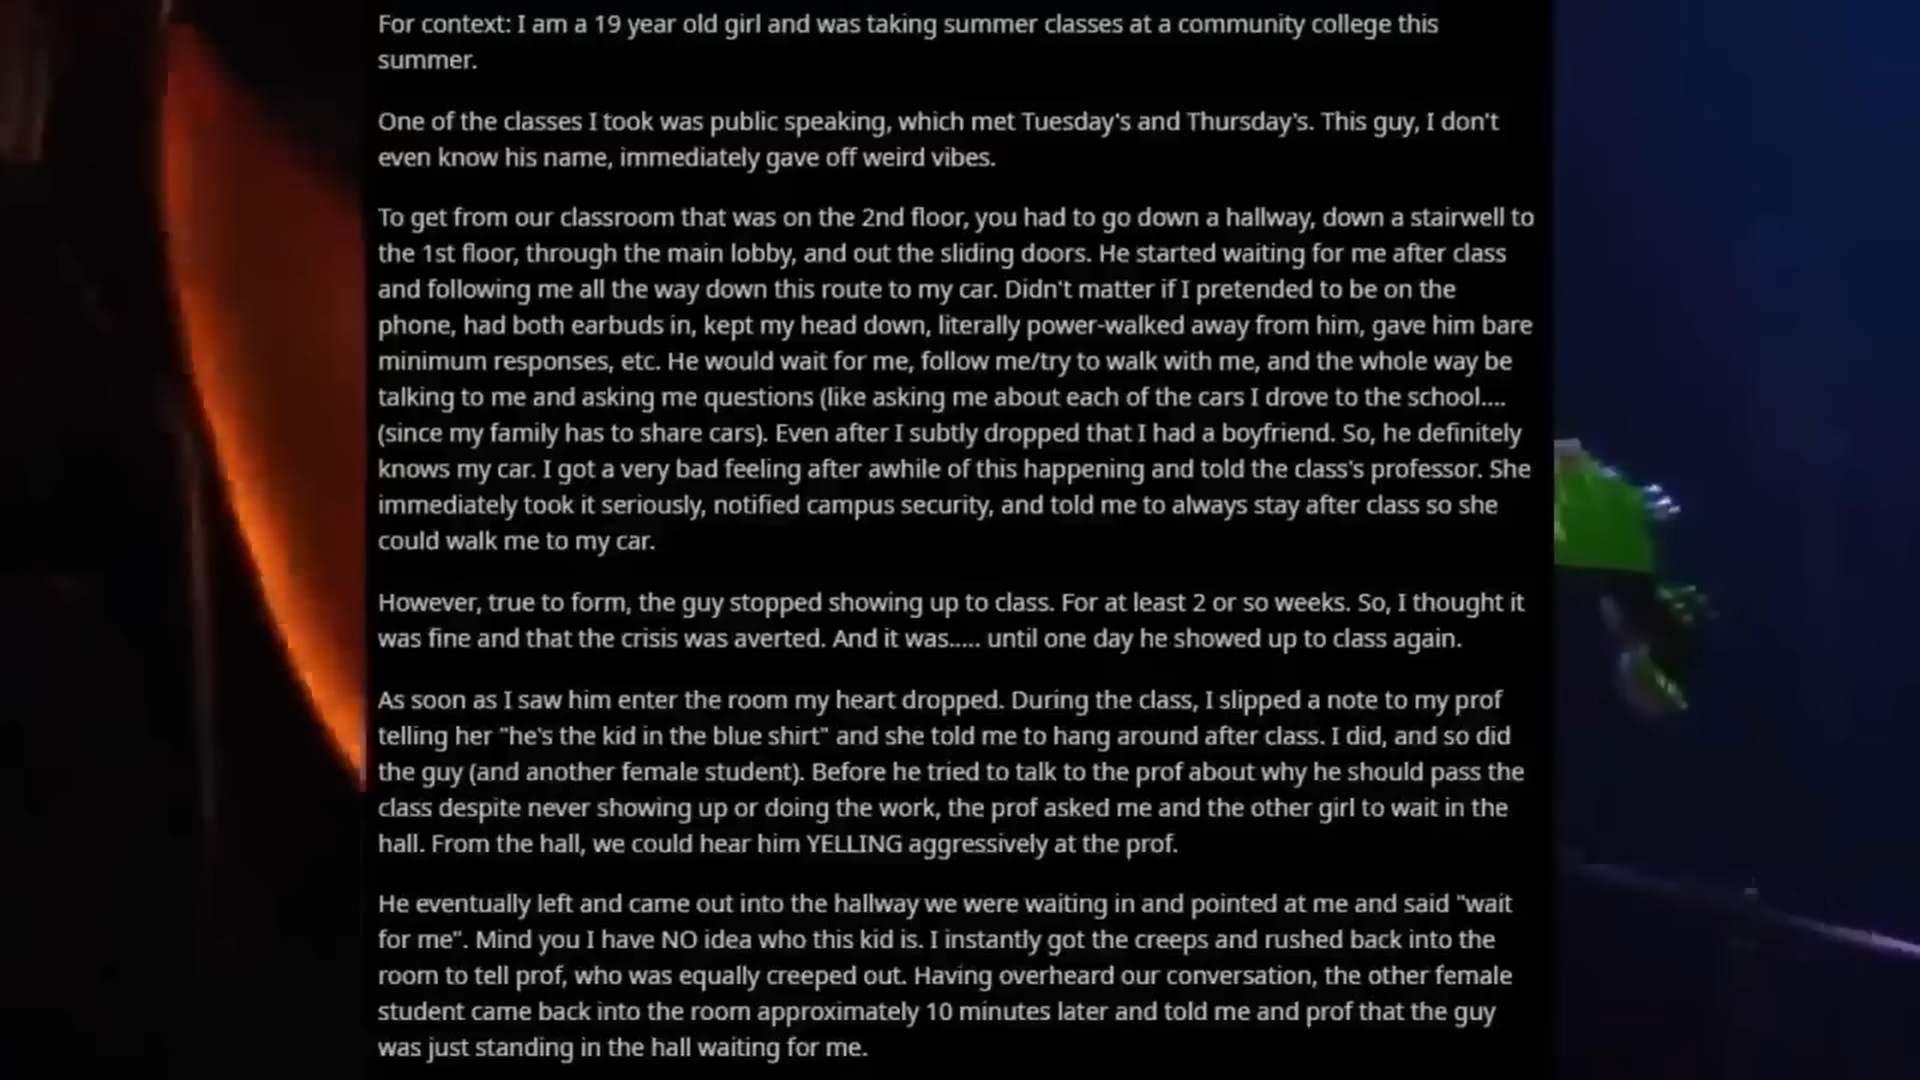 For context: I am a 19 year old girl and was taking summer classes at a community college this
summer.
One of the classes I took was public speaking, which met Tuesday's and Thursday's. This guy, I don't
even know his name, immediately gave off weird vibes.
To get from our classroom that was on the 2nd floor, you had to go down a hallway, down a stairwell to
the 1st floor, through the main lobby, and out the sliding doors. He started waiting for me after class
and following me all the way down this route to my car. Didn't matter if I pretended to be on the
phone, had both earbuds in, kept my head down, literally power-walked away from him, gave him bare
minimum responses, etc. He would wait for me, follow me/try to walk with me, and the whole way be
talking to me and asking me questions (like asking me about each of the cars I drove to the school....
(since my family has to share cars). Even after I subtly dropped that I had a boyfriend. So, he definitely
knows my car. I got a very bad feeling after awhile of this happening and told the class's professor. She
immediately took it seriously, notified campus security, and told me to always stay after class so she
could walk me to my car.
However, true to form, the guy stopped showing up to class. For at least 2 or so weeks. So, I thought it
was fine and that the crisis was averted. And it was..... until one day he showed up to class again.
As soon as I saw him enter the room my heart dropped. During the class, I slipped a note to my prof
telling her "he's the kid in the blue shirt" and she told me to hang around after class. I did, and so did
the guy (and another female student). Before he tried to talk to the prof about why he should pass the
class despite never showing up or doing the work, the prof asked me and the other girl to wait in the
hall. From the hall, we could hear him YELLING aggressively at the prof.
He eventually left and came out into the hallway we were waiting in and pointed at me and said "wait
for me". Mind you I have NO idea who this kid is. I instantly got the creeps and rushed back into the
room to tell prof, who was equally creeped out. Having overheard our conversation, the other female
student came back into the room approximately 10 minutes later and told me and prof that the guy
was just standing in the hall waiting for me.